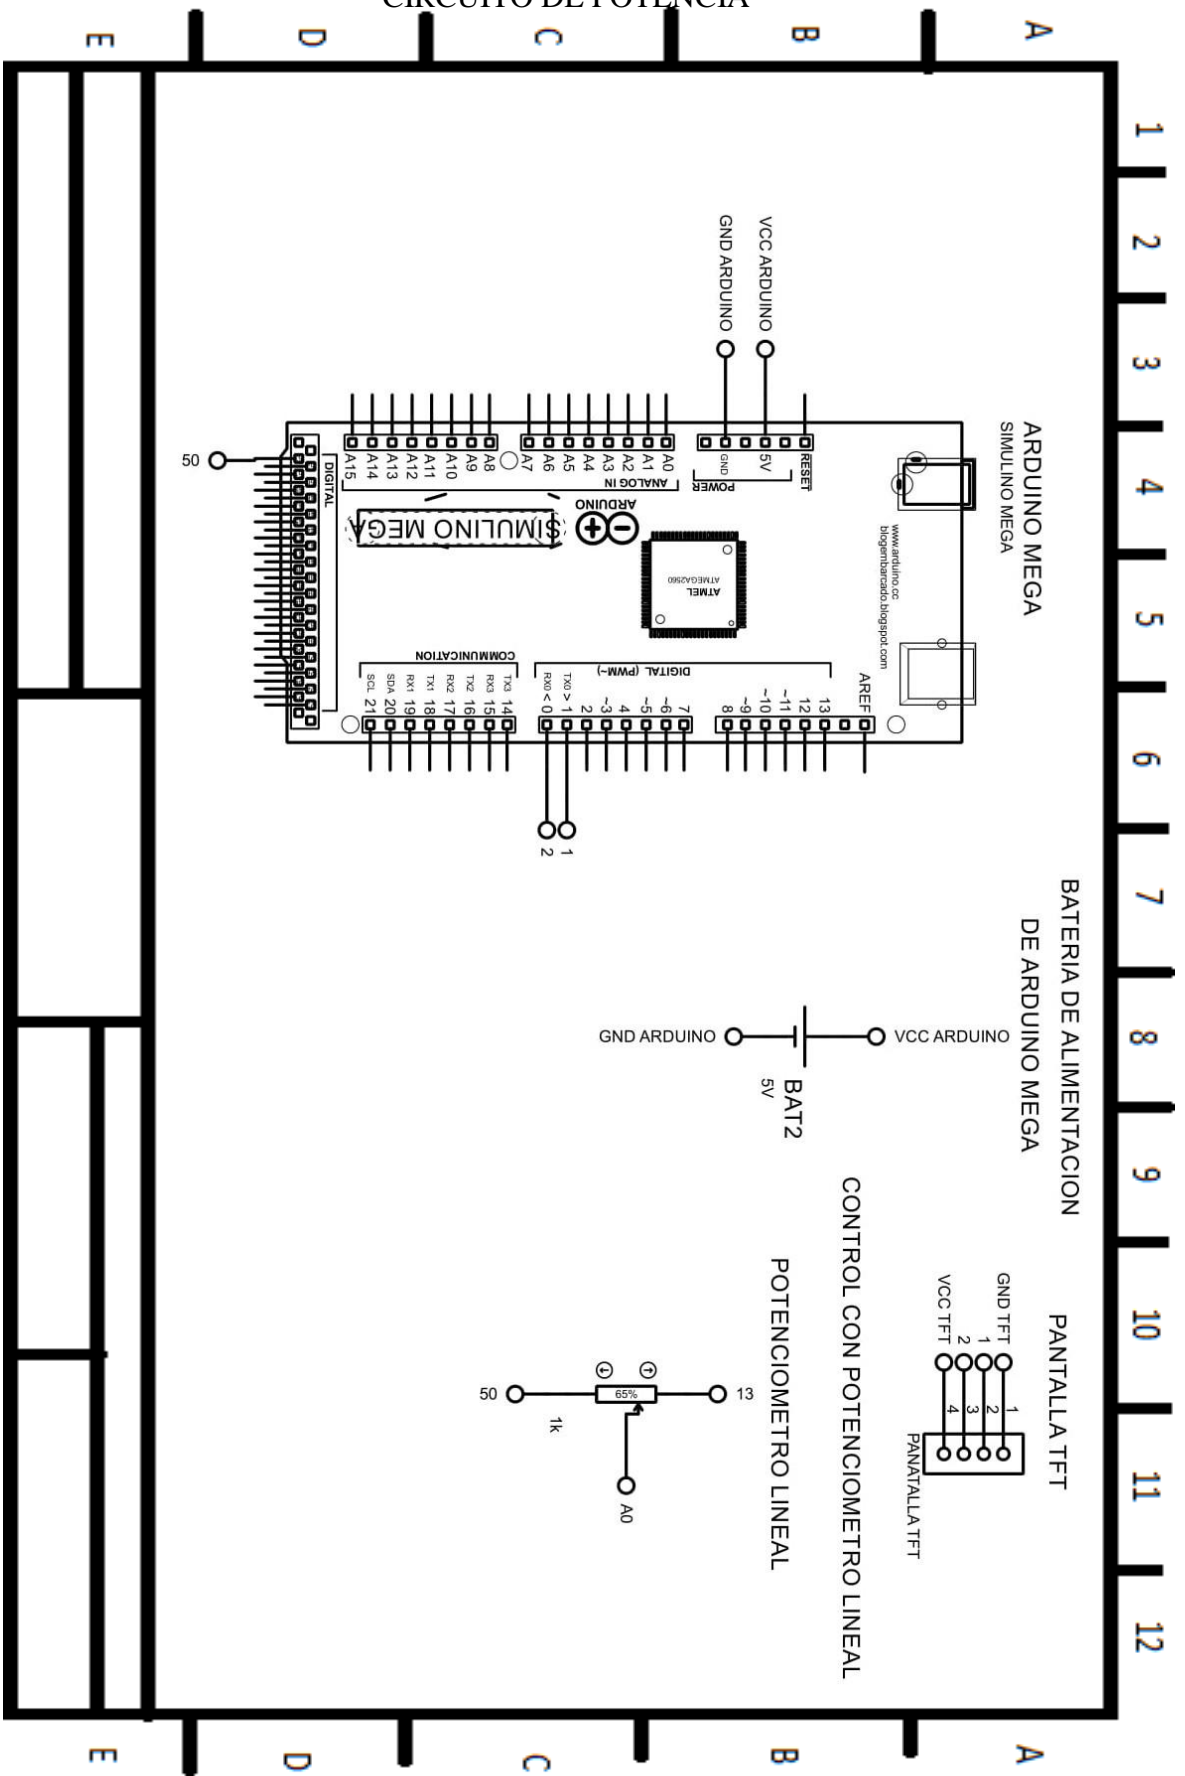 CIRCUITO DE POTENCIA
1 2 3 4 5 6 7 8 9 10 11 12
A
B
C
D
E
A
B
C
D
E
ARDUINO MEGA
SIMULINO MEGA
www.arduino.cc
blogembarcado.blogspot.com
VCC ARDUINO
GND ARDUINO
RESET
5V
GND
POWER
ANALOG IN
A0
A1
A2
A3
A4
A5
A6
A7
A8
A9
A10
A11
A12
A13
A14
A15
ARDUINO
SIMULINO MEGA
ATMEL
ATMEGA2560
AREF
13
12
~11
~10
~9
8
7
~6
~5
4
~3
2
TX0 > 1
RX0 < 0
DIGITAL (PWM~)
COMMUNICATION
TX3 14
RX3 15
TX2 16
RX2 17
TX1 18
RX1 19
SDA 20
SCL 21
DIGITAL
50
1
2
BATERIA DE ALIMENTACION
DE ARDUINO MEGA
GND ARDUINO
VCC ARDUINO
BAT2
5V
PANTALLA TFT
GND TFT
1
2
VCC TFT
1
2
3
4
PANATALLA TFT
CONTROL CON POTENCIOMETRO LINEAL
POTENCIOMETRO LINEAL
50
65%
13
1k
A0